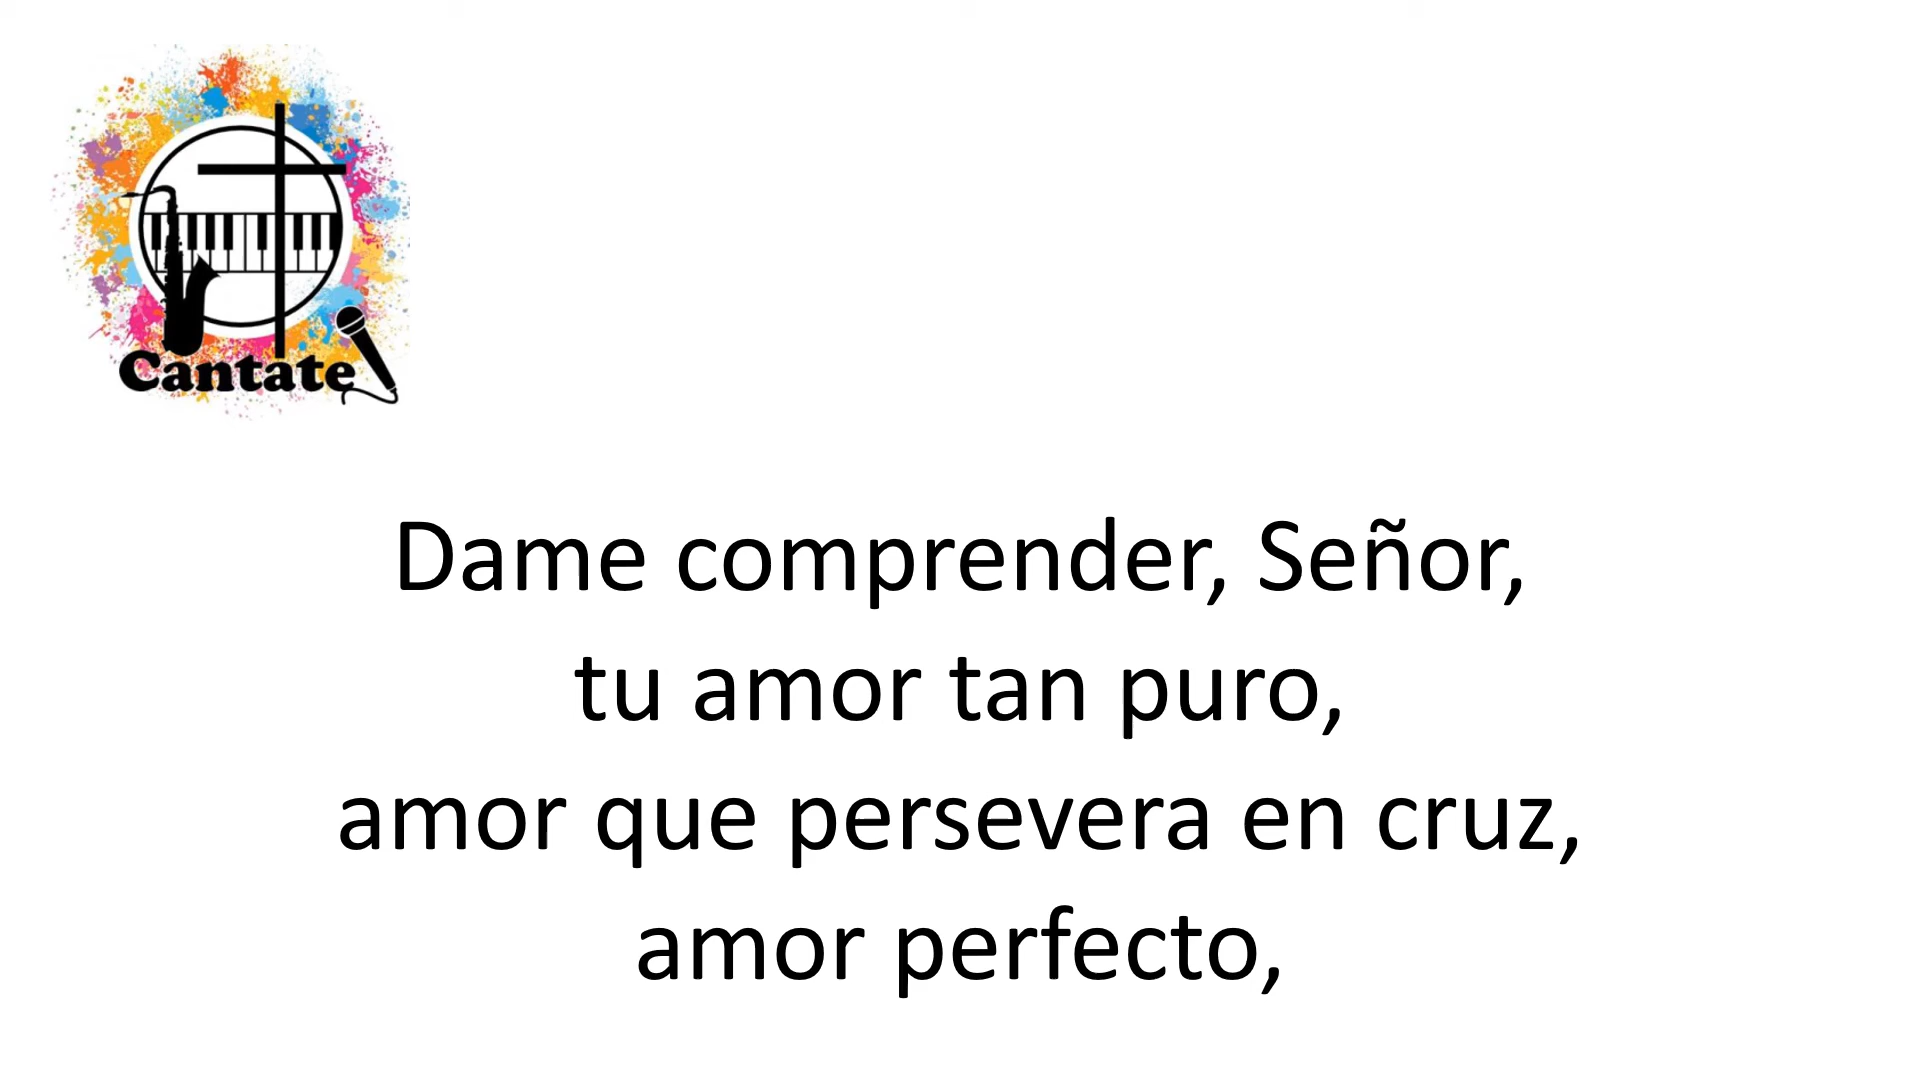 Cantate
Dame comprender, Señor,
tu amor tan puro,
amor que persevera en cruz,
amor perfecto,